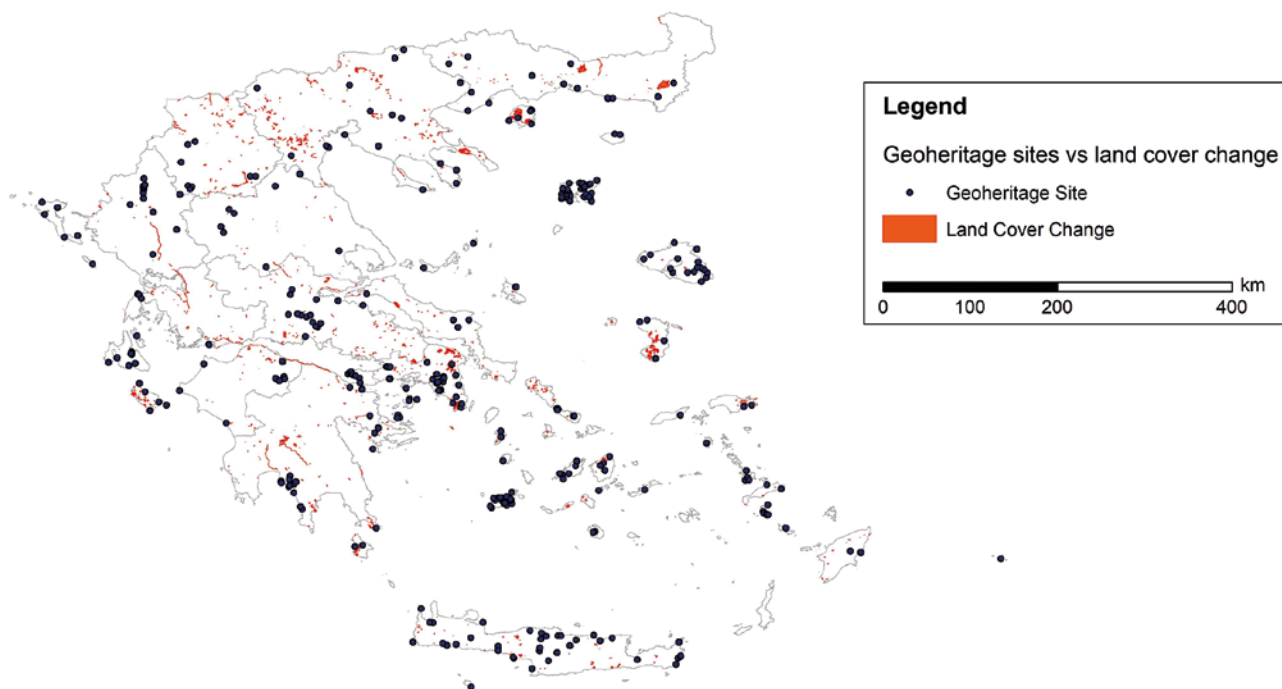 Legend
Geoheritage sites vs land cover change
Geoheritage Site
Land Cover Change
km
0 100 200 400